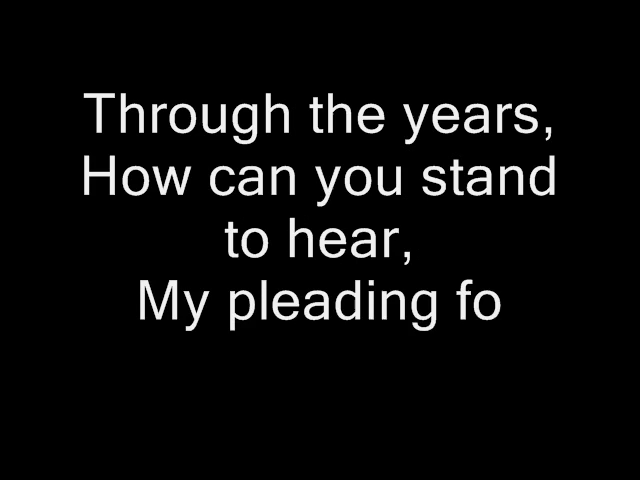 Through the years,
How can you stand
to hear,
My pleading fo